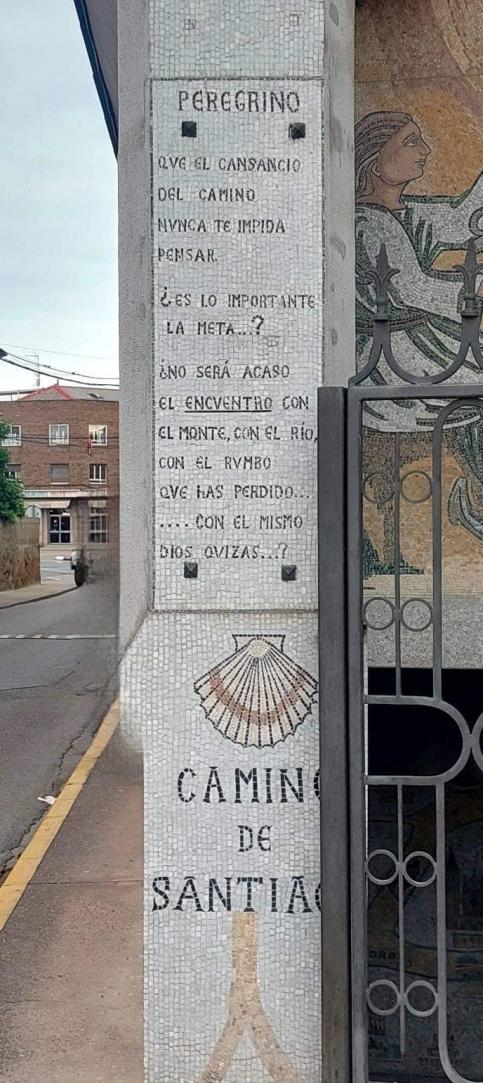 PEREGRINO
QVE EL CANSANCIO
DEL CAMINO
NVNCA TE IMPIDA
PENSAR.
¿ES LO IMPORTANTE
LA META...?
¿NO SERÁ ACASO
EL ENCVENTRO CON
EL MONTE, CON EL RÍO,
CON EL RVMBO
QVE HAS PERDIDO...
....CON EL MISMO
DIOS QVIZAS...?
CAMINO
DE
SANTIAG